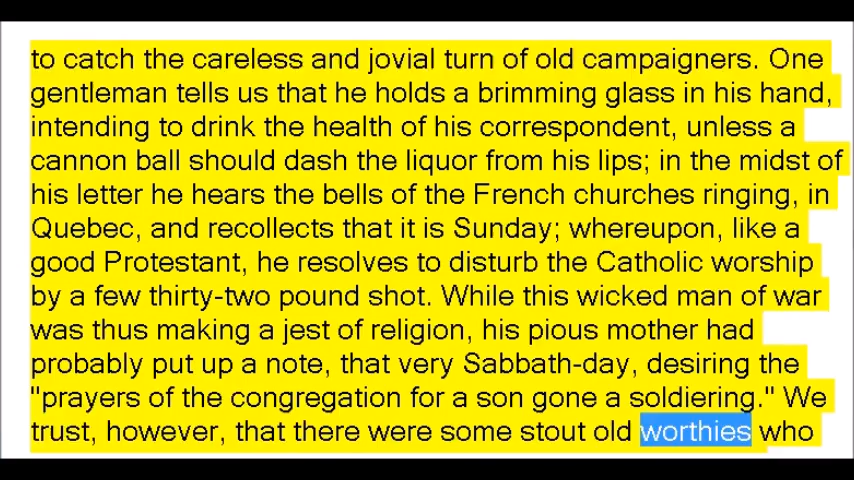 to catch the careless and jovial turn of old campaigners. One
gentleman tells us that he holds a brimming glass in his hand,
intending to drink the health of his correspondent, unless a
cannon ball should dash the liquor from his lips; in the midst of
his letter he hears the bells of the French churches ringing, in
Quebec, and recollects that it is Sunday; whereupon, like a
good Protestant, he resolves to disturb the Catholic worship
by a few thirty-two pound shot. While this wicked man of war
was thus making a jest of religion, his pious mother had
probably put up a note, that very Sabbath-day, desiring the
"prayers of the congregation for a son gone a soldiering." We
trust, however, that there were some stout old worthies who